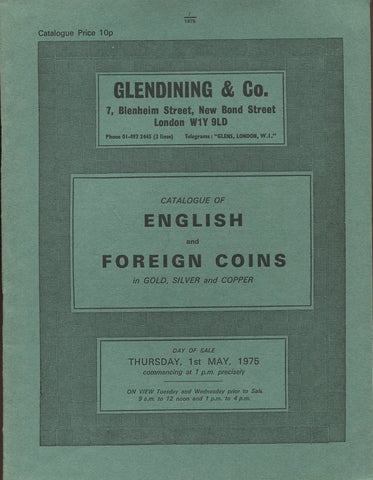 7
1975
Catalogue Price 10p
GLENDINING & Co.
7, Blenheim Street, New Bond Street
London W1Y 9LD
Phone 01-492 2445 (3 lines) Telegrams: "GLENS, LONDON, W.1."
CATALOGUE OF
ENGLISH
and
FOREIGN COINS
in GOLD, SILVER and COPPER
DAY OF SALE
THURSDAY, 1st MAY, 1975
commencing at 1 p.m. precisely
ON VIEW Tuesday and Wednesday prior to Sale
9 a.m. to 12 noon and 1 p.m. to 4 p.m.